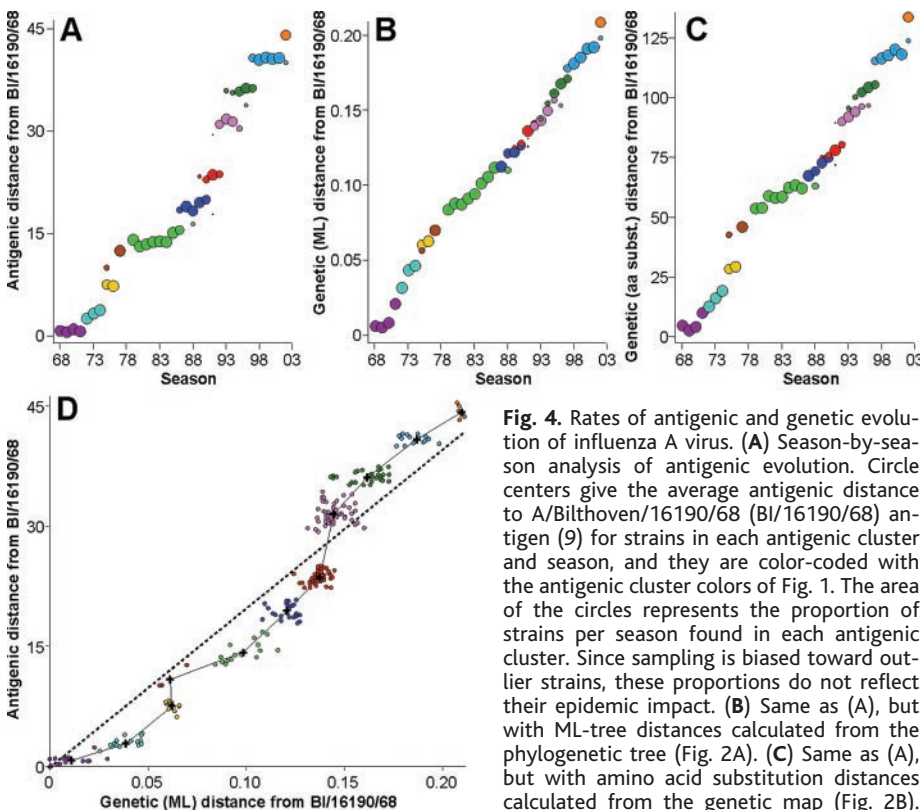 A
Antigenic distance from BI/16190/68
45
30
15
0
68 73 78 83 88 93 98 03
Season
B
Genetic (ML) distance from BI/16190/68
0.20
0.15
0.10
0.05
0
68 73 78 83 88 93 98 03
Season
C
Genetic (aa subst.) distance from BI/16190/68
125
100
75
50
25
0
68 73 78 83 88 93 98 03
Season
D
Antigenic distance from BI/16190/68
45
30
15
0
0.00 0.05 0.10 0.15 0.20
Genetic (ML) distance from BI/16190/68
Fig. 4. Rates of antigenic and genetic evolu-
tion of influenza A virus. (A) Season-by-sea-
son analysis of antigenic evolution. Circle
centers give the average antigenic distance
to A/Bilthoven/16190/68 (BI/16190/68) an-
tigen (9) for strains in each antigenic cluster
and season, and they are color-coded with
the antigenic cluster colors of Fig. 1. The area
of the circles represents the proportion of
strains per season found in each antigenic
cluster. Since sampling is biased toward out-
lier strains, these proportions do not reflect
their epidemic impact. (B) Same as (A), but
with ML-tree distances calculated from the
phylogenetic tree (Fig. 2A). (C) Same as (A),
but with amino acid substitution distances
calculated from the genetic map (Fig. 2B).